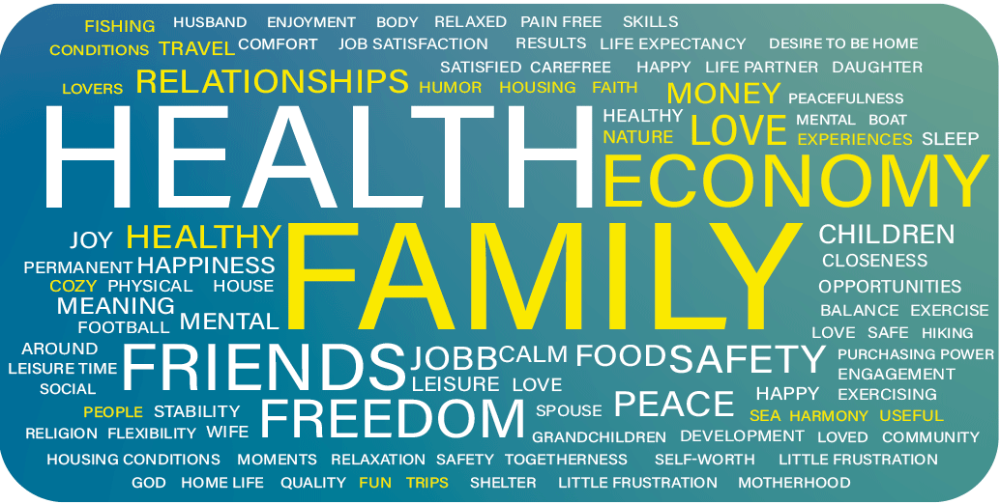 FISHING HUSBAND ENJOYMENT BODY RELAXED PAIN FREE SKILLS
CONDITIONS TRAVEL COMFORT JOB SATISFACTION RESULTS LIFE EXPECTANCY DESIRE TO BE HOME
SATISFIED CAREFREE HAPPY LIFE PARTNER DAUGHTER
LOVERS RELATIONSHIPS HUMOR HOUSING FAITH MONEY PEACEFULNESS
HEALTH HEALTHY LOVE MENTAL BOAT
NATURE EXPERIENCES SLEEP
ECONOMY
JOY HEALTHY FAMILY CHILDREN
PERMANENT HAPPINESS CLOSENESS
COZY PHYSICAL HOUSE OPPORTUNITIES
MEANING BALANCE EXERCISE
FOOTBALL MENTAL LOVE SAFE HIKING
AROUND FRIENDS JOBB CALM FOOD SAFETY PURCHASING POWER
LEISURE TIME ENGAGEMENT
SOCIAL LEISURE LOVE HAPPY EXERCISING
PEOPLE STABILITY FREEDOM SPOUSE PEACE SEA HARMONY USEFUL
RELIGION FLEXIBILITY WIFE GRANDCHILDREN DEVELOPMENT LOVED COMMUNITY
HOUSING CONDITIONS MOMENTS RELAXATION SAFETY TOGETHERNESS SELF-WORTH LITTLE FRUSTRATION
GOD HOME LIFE QUALITY FUN TRIPS SHELTER LITTLE FRUSTRATION MOTHERHOOD